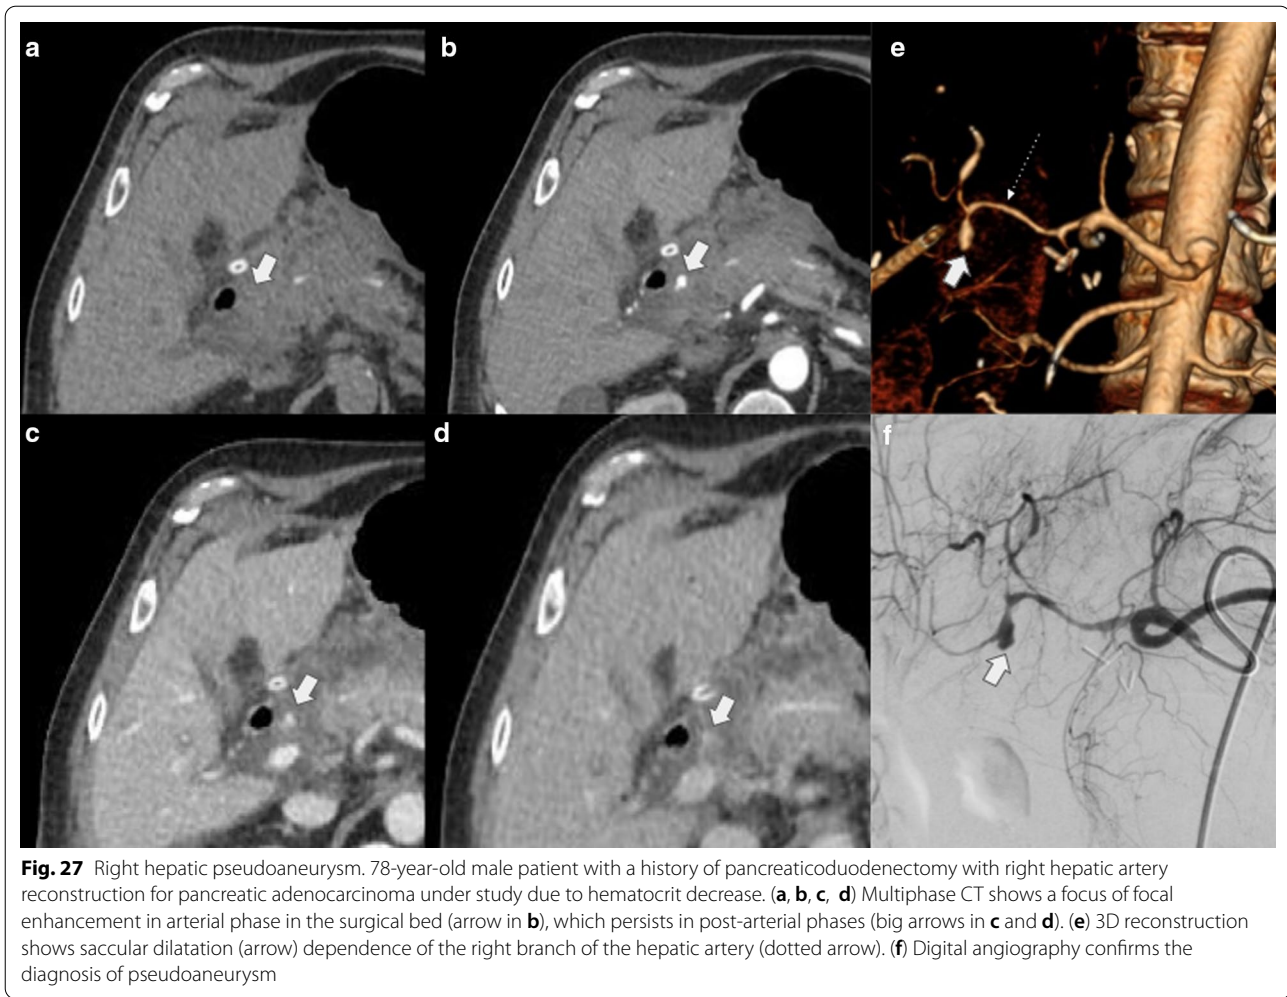 a
b
e
c
d
f
Fig. 27 Right hepatic pseudoaneurysm. 78-year-old male patient with a history of pancreaticoduodenectomy with right hepatic artery
reconstruction for pancreatic adenocarcinoma under study due to hematocrit decrease. (a, b, c, d) Multiphase CT shows a focus of focal
enhancement in arterial phase in the surgical bed (arrow in b), which persists in post-arterial phases (big arrows in c and d). (e) 3D reconstruction
shows saccular dilatation (arrow) dependence of the right branch of the hepatic artery (dotted arrow). (f) Digital angiography confirms the
diagnosis of pseudoaneurysm